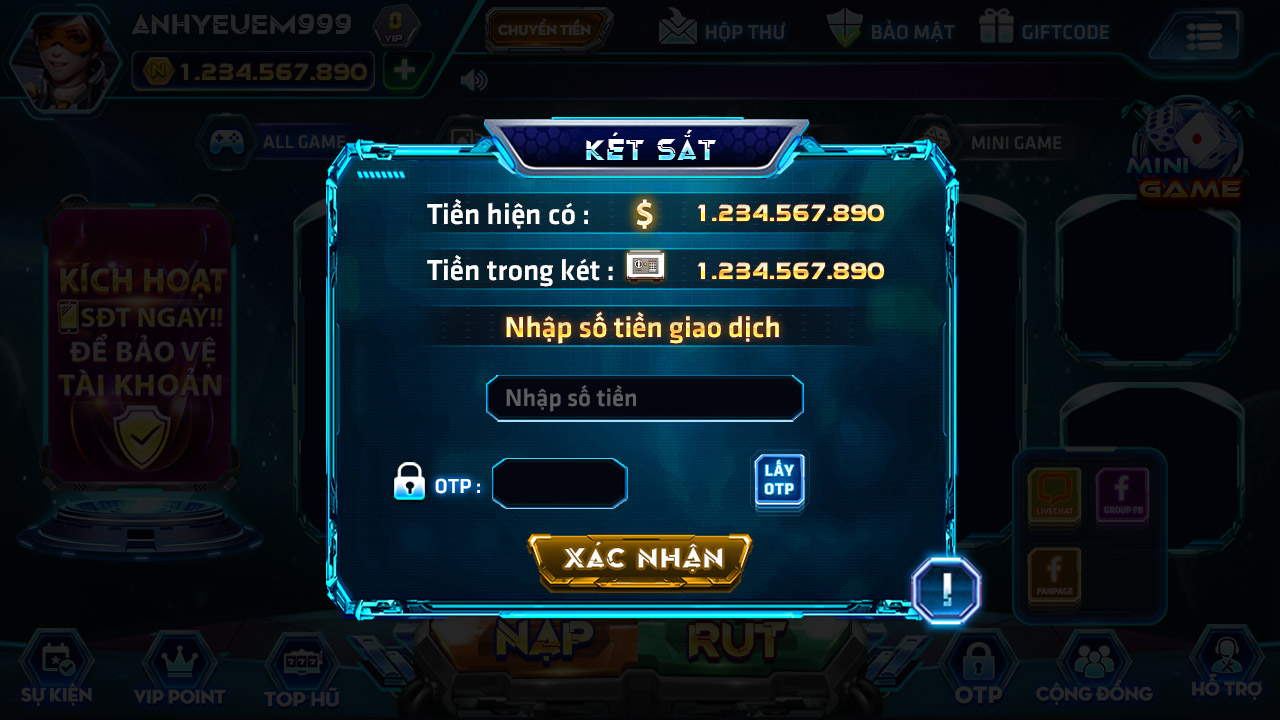 ANHYEUEM999
VIP
1.234.567.890
CHUYỂN TIỀN
HỘP THƯ
BẢO MẬT
GIFTCODE
ALL GAME
MINI GAME
MINI
GAME
KÉT SẮT
Tiền hiện có :
$
1.234.567.890
Tiền trong két :
1.234.567.890
Nhập số tiền giao dịch
Nhập số tiền
OTP :
LẤY
OTP
XÁC NHẬN
KÍCH HOẠT
SĐT NGAY!!
ĐỂ BẢO VỆ
TÀI KHOẢN
LIVECHAT
GROUP FB
FANPAGE
NẠP
RÚT
SỰ KIỆN
VIP POINT
TOP HŨ
OTP
CỘNG ĐỒNG
HỖ TRỢ